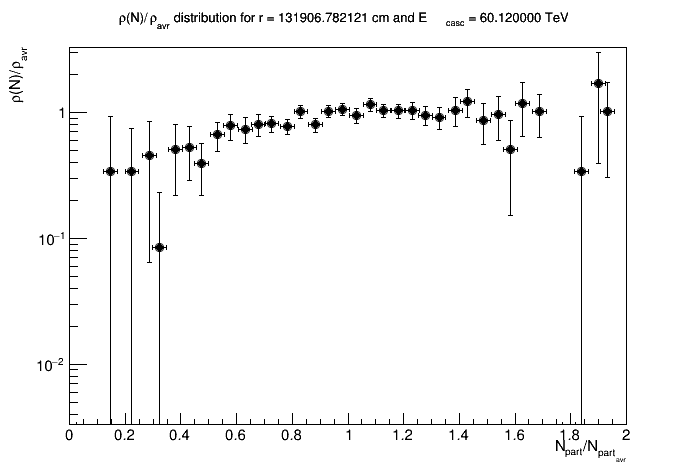 ρ(N)/ρavr distribution for r = 131906.782121 cm and E casc = 60.120000 TeV
ρ(N)/ρavr
1
10−1
10−2
0 0.2 0.4 0.6 0.8 1 1.2 1.4 1.6 1.8 2
Npart/Npartavr